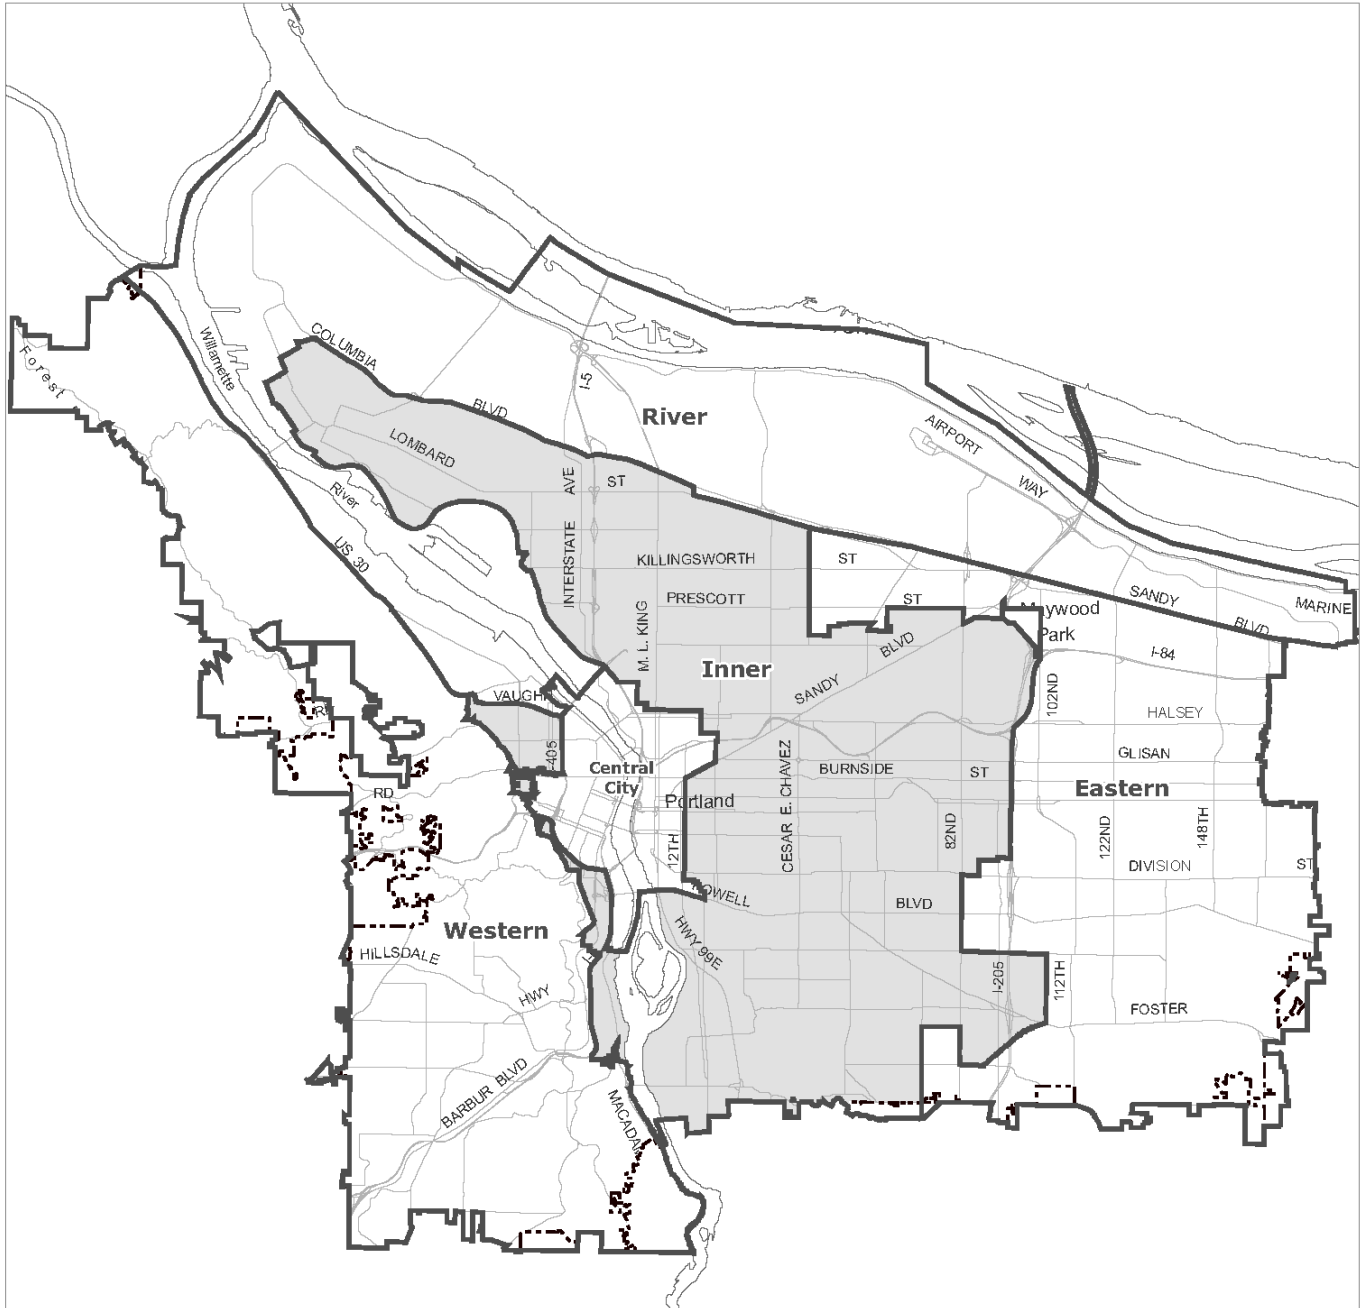 COLUMBIA
BLVD
Willamette
Forest
I-5
River
AIRPORT
WAY
LOMBARD
AVE
ST
INTERSTATE
River
US 30
KILLINGSWORTH
ST
PRESCOTT
ST
SANDY
BLVD
MARINE
M. L. KING
Maywood
Park
BLVD
I-84
Inner
SANDY
VAUGHN
102ND
HALSEY
I-405
GLISAN
Central
City
CESAR E. CHAVEZ
BURNSIDE
ST
Eastern
RD
RD
Portland
12TH
82ND
122ND
148TH
DIVISION
ST
POWELL
BLVD
Western
HWY 99E
HILLSDALE
HWY
I-205
112TH
FOSTER
BARBUR BLVD
MACADAM